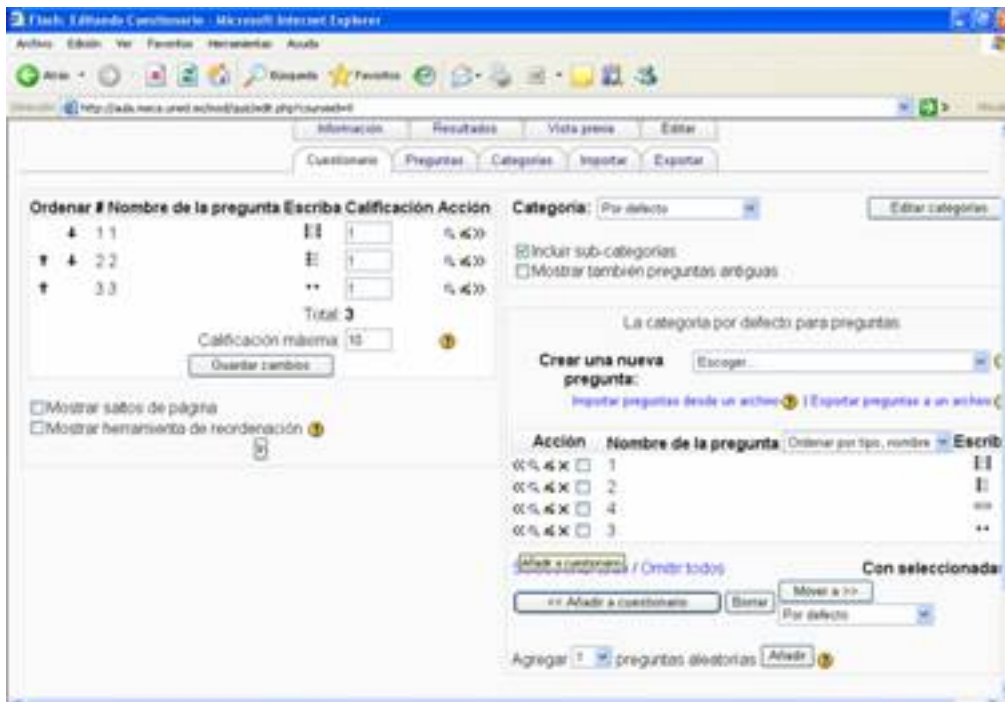 Flash: Editando Cuestionario - Microsoft Internet Explorer
Archivo Edición Ver Favoritos Herramientas Ayuda
Atrás Búsqueda Favoritos
Información Resultados Vista previa Editar
Cuestionario Preguntas Categorías Importar Exportar
Ordenar # Nombre de la pregunta Escriba Calificación Acción
1 1 1
2 2 1
3 3 1
Total: 3
Calificación máxima: 10
Guardar cambios
Mostrar saltos de página
Mostrar herramienta de reordenación
Categoría: Por defecto Editar categorías
Incluir sub-categorías
Mostrar también preguntas antiguas
La categoría por defecto para preguntas
Crear una nueva pregunta: Escoger...
Importar preguntas desde un archivo | Exportar preguntas a un archivo
Acción Nombre de la pregunta Ordenar por tipo, nombre Escrib
1
2
4
3
Añadir a cuestionario / Omitir todos Con seleccionada
<< Añadir a cuestionario Borrar Mover a >>
Por defecto
Agregar 1 preguntas aleatorias Añadir